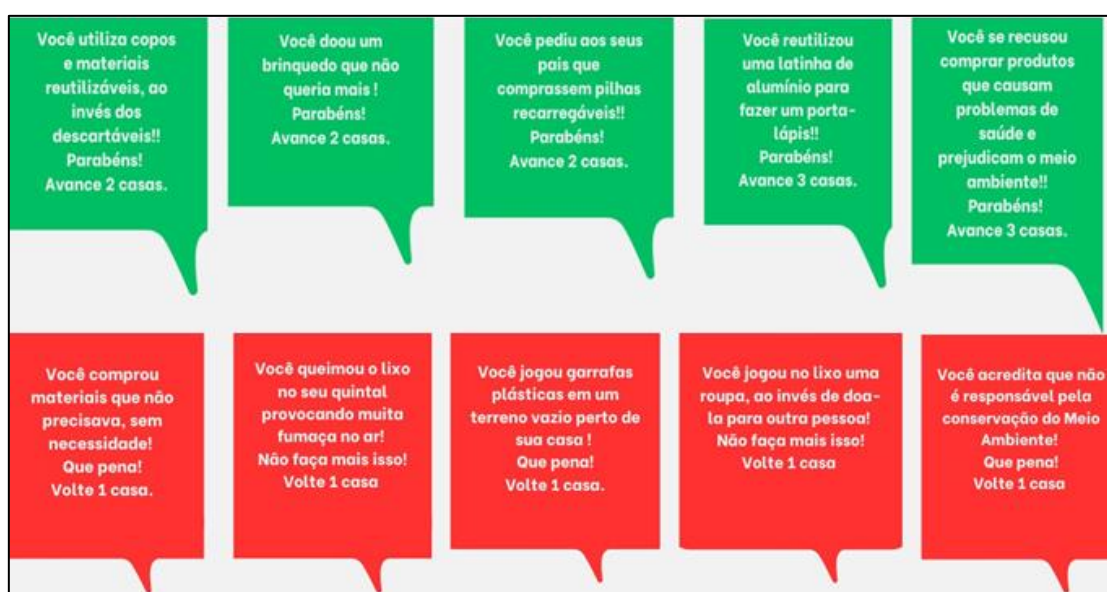 Você utiliza copos
e materiais
reutilizáveis, ao
invés dos
descartáveis!!
Parabéns!
Avance 2 casas.
Você doou um
brinquedo que não
queria mais !
Parabéns!
Avance 2 casas.
Você pediu aos seus
pais que
comprassem pilhas
recarregáveis!!
Parabéns!
Avance 2 casas.
Você reutilizou
uma latinha de
alumínio para
fazer um porta-
lápis!!
Parabéns!
Avance 3 casas.
Você se recusou
comprar produtos
que causam
problemas de
saúde e
prejudicam o meio
ambiente!!
Parabéns!
Avance 3 casas.
Você comprou
materiais que não
precisava, sem
necessidade!
Que pena!
Volte 1 casa.
Você queimou o lixo
no seu quintal
provocando muita
fumaça no ar!
Não faça mais isso!
Volte 1 casa
Você jogou garrafas
plásticas em um
terreno vazio perto de
sua casa !
Que pena!
Volte 1 casa.
Você jogou no lixo uma
roupa, ao invés de doa-
la para outra pessoa!
Não faça mais isso!
Volte 1 casa
Você acredita que não
é responsável pela
conservação do Meio
Ambiente!
Que pena!
Volte 1 casa